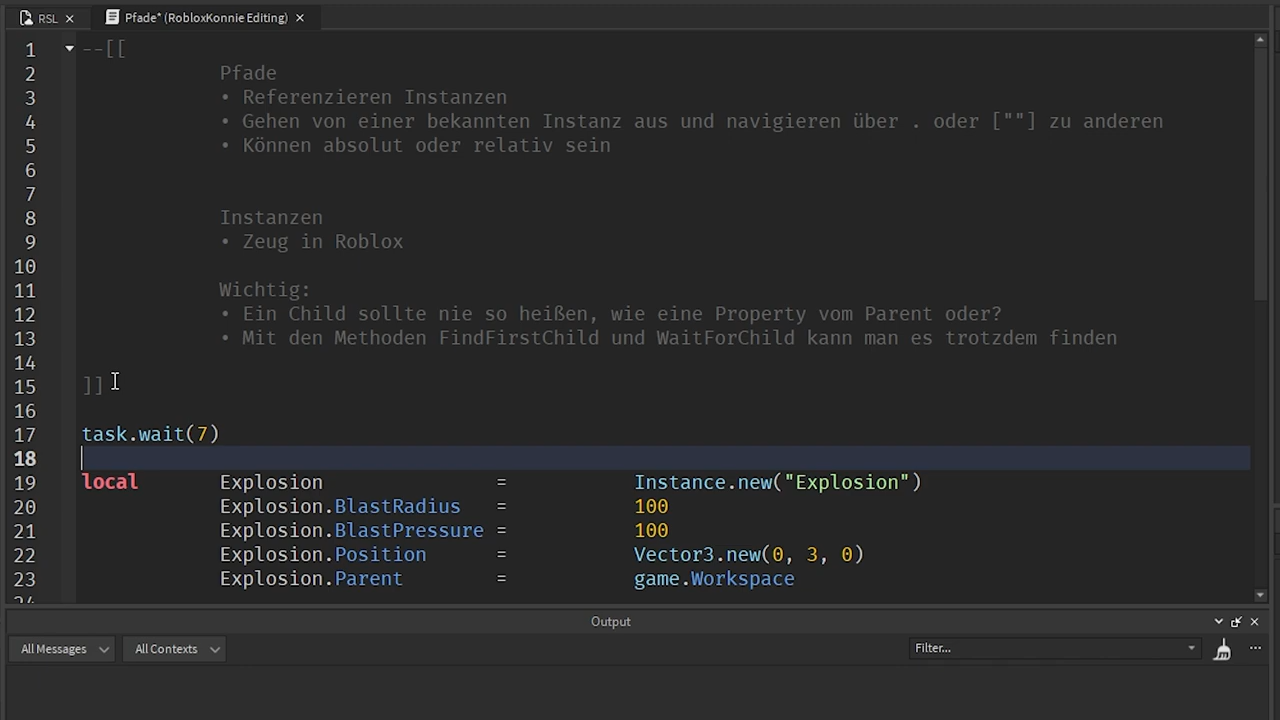 RSL
Pfade* (RobloxKonnie Editing)
1 --[[
2 Pfade
3 • Referenzieren Instanzen
4 • Gehen von einer bekannten Instanz aus und navigieren über . oder [""] zu anderen
5 • Können absolut oder relativ sein
6
7
8 Instanzen
9 • Zeug in Roblox
10
11 Wichtig:
12 • Ein Child sollte nie so heißen, wie eine Property vom Parent oder?
13 • Mit den Methoden FindFirstChild und WaitForChild kann man es trotzdem finden
14
15 ]]
16
17 task.wait(7)
18
19 local Explosion = Instance.new("Explosion")
20 Explosion.BlastRadius = 100
21 Explosion.BlastPressure = 100
22 Explosion.Position = Vector3.new(0, 3, 0)
23 Explosion.Parent = game.Workspace
Output
All Messages All Contexts Filter...